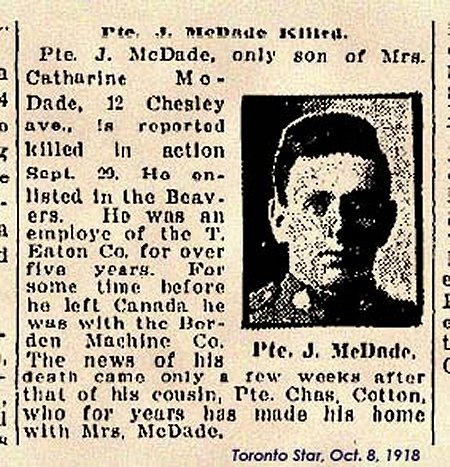 Pte. J. McDade Killed.
Pte. J. McDade, only son of Mrs.
Catharine Mc-
Dade, 12 Chesley
ave., is reported
killed in action
Sept. 29. He en-
listed in the Beav-
ers. He was an
employe of the T.
Eaton Co. for over
five years. For
some time before
he left Canada he
was with the Bor-
den Machine Co.
The news of his
death came only a few weeks after
that of his cousin, Pte. Chas. Cotton,
who for years has made his home
with Mrs. McDade.
Pte. J. McDade.
Toronto Star, Oct. 8, 1918